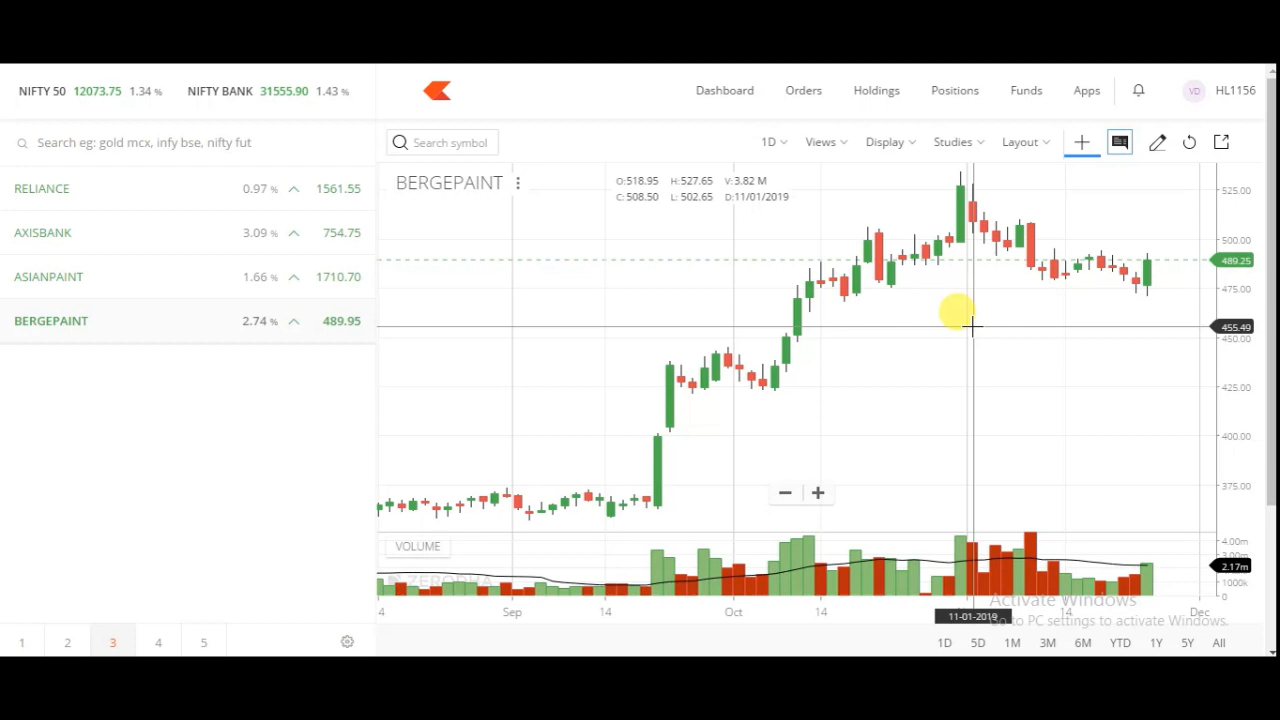 NIFTY 50 12073.75 1.34 % NIFTY BANK 31555.90 1.43 %
Dashboard Orders Holdings Positions Funds Apps VD HL1156
Search eg: gold mcx, infy bse, nifty fut
RELIANCE 0.97 % 1561.55
AXISBANK 3.09 % 754.75
ASIANPAINT 1.66 % 1710.70
BERGEPAINT 2.74 % 489.95
1 2 3 4 5
Search symbol 1D Views Display Studies Layout
BERGEPAINT
O:518.95 H:527.65 V:3.82 M
C:508.50 L: 502.65 D:11/01/2019
525.00
500.00
489.25
475.00
455.49
450.00
425.00
400.00
375.00
VOLUME
4.00m
3.00m
2.17m
1000k
0
ZERODHA
4 Sep 14 Oct 14 11-01-2019 14 Dec
Activate Windows
Go to PC settings to activate Windows.
1D 5D 1M 3M 6M YTD 1Y 5Y All